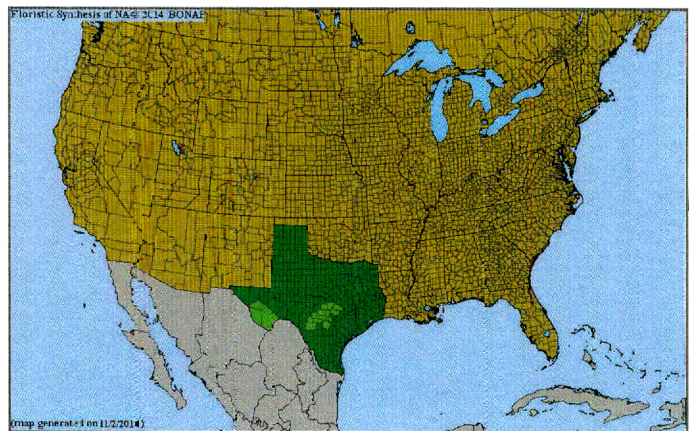 Floristic Synthesis of NA © 2014 BONAP
(map generated on 11/2/2014)